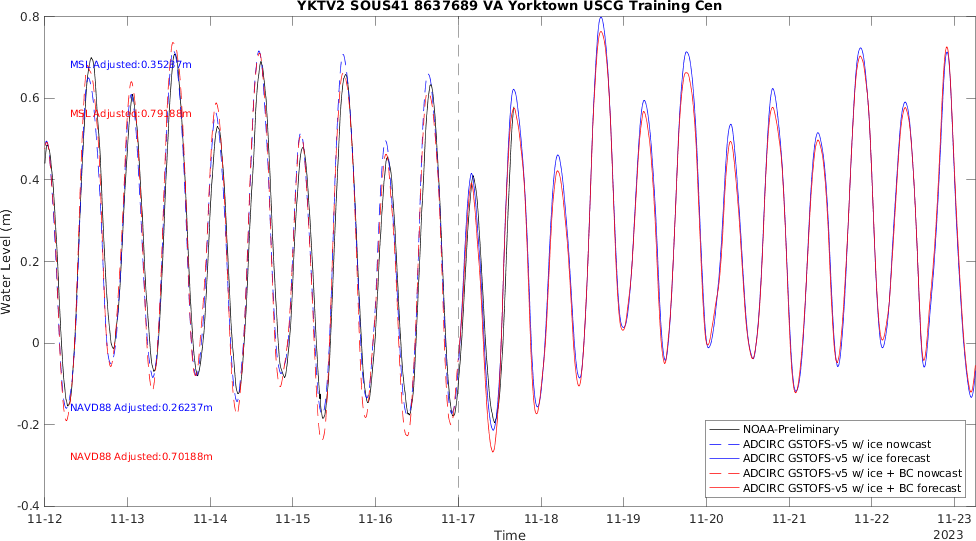 YKTV2 SOUS41 8637689 VA Yorktown USCG Training Cen
0.8
MSL Adjusted:0.35237m
0.6
MSL Adjusted:0.79188m
0.4
0.2
Water Level (m)
0
NAVD88 Adjusted:0.26237m
-0.2
NAVD88 Adjusted:0.70188m
-0.4
NOAA-Preliminary
ADCIRC GSTOFS-v5 w/ ice nowcast
ADCIRC GSTOFS-v5 w/ ice forecast
ADCIRC GSTOFS-v5 w/ ice + BC nowcast
ADCIRC GSTOFS-v5 w/ ice + BC forecast
11-12 11-13 11-14 11-15 11-16 11-17 11-18 11-19 11-20 11-21 11-22 11-23
Time
2023